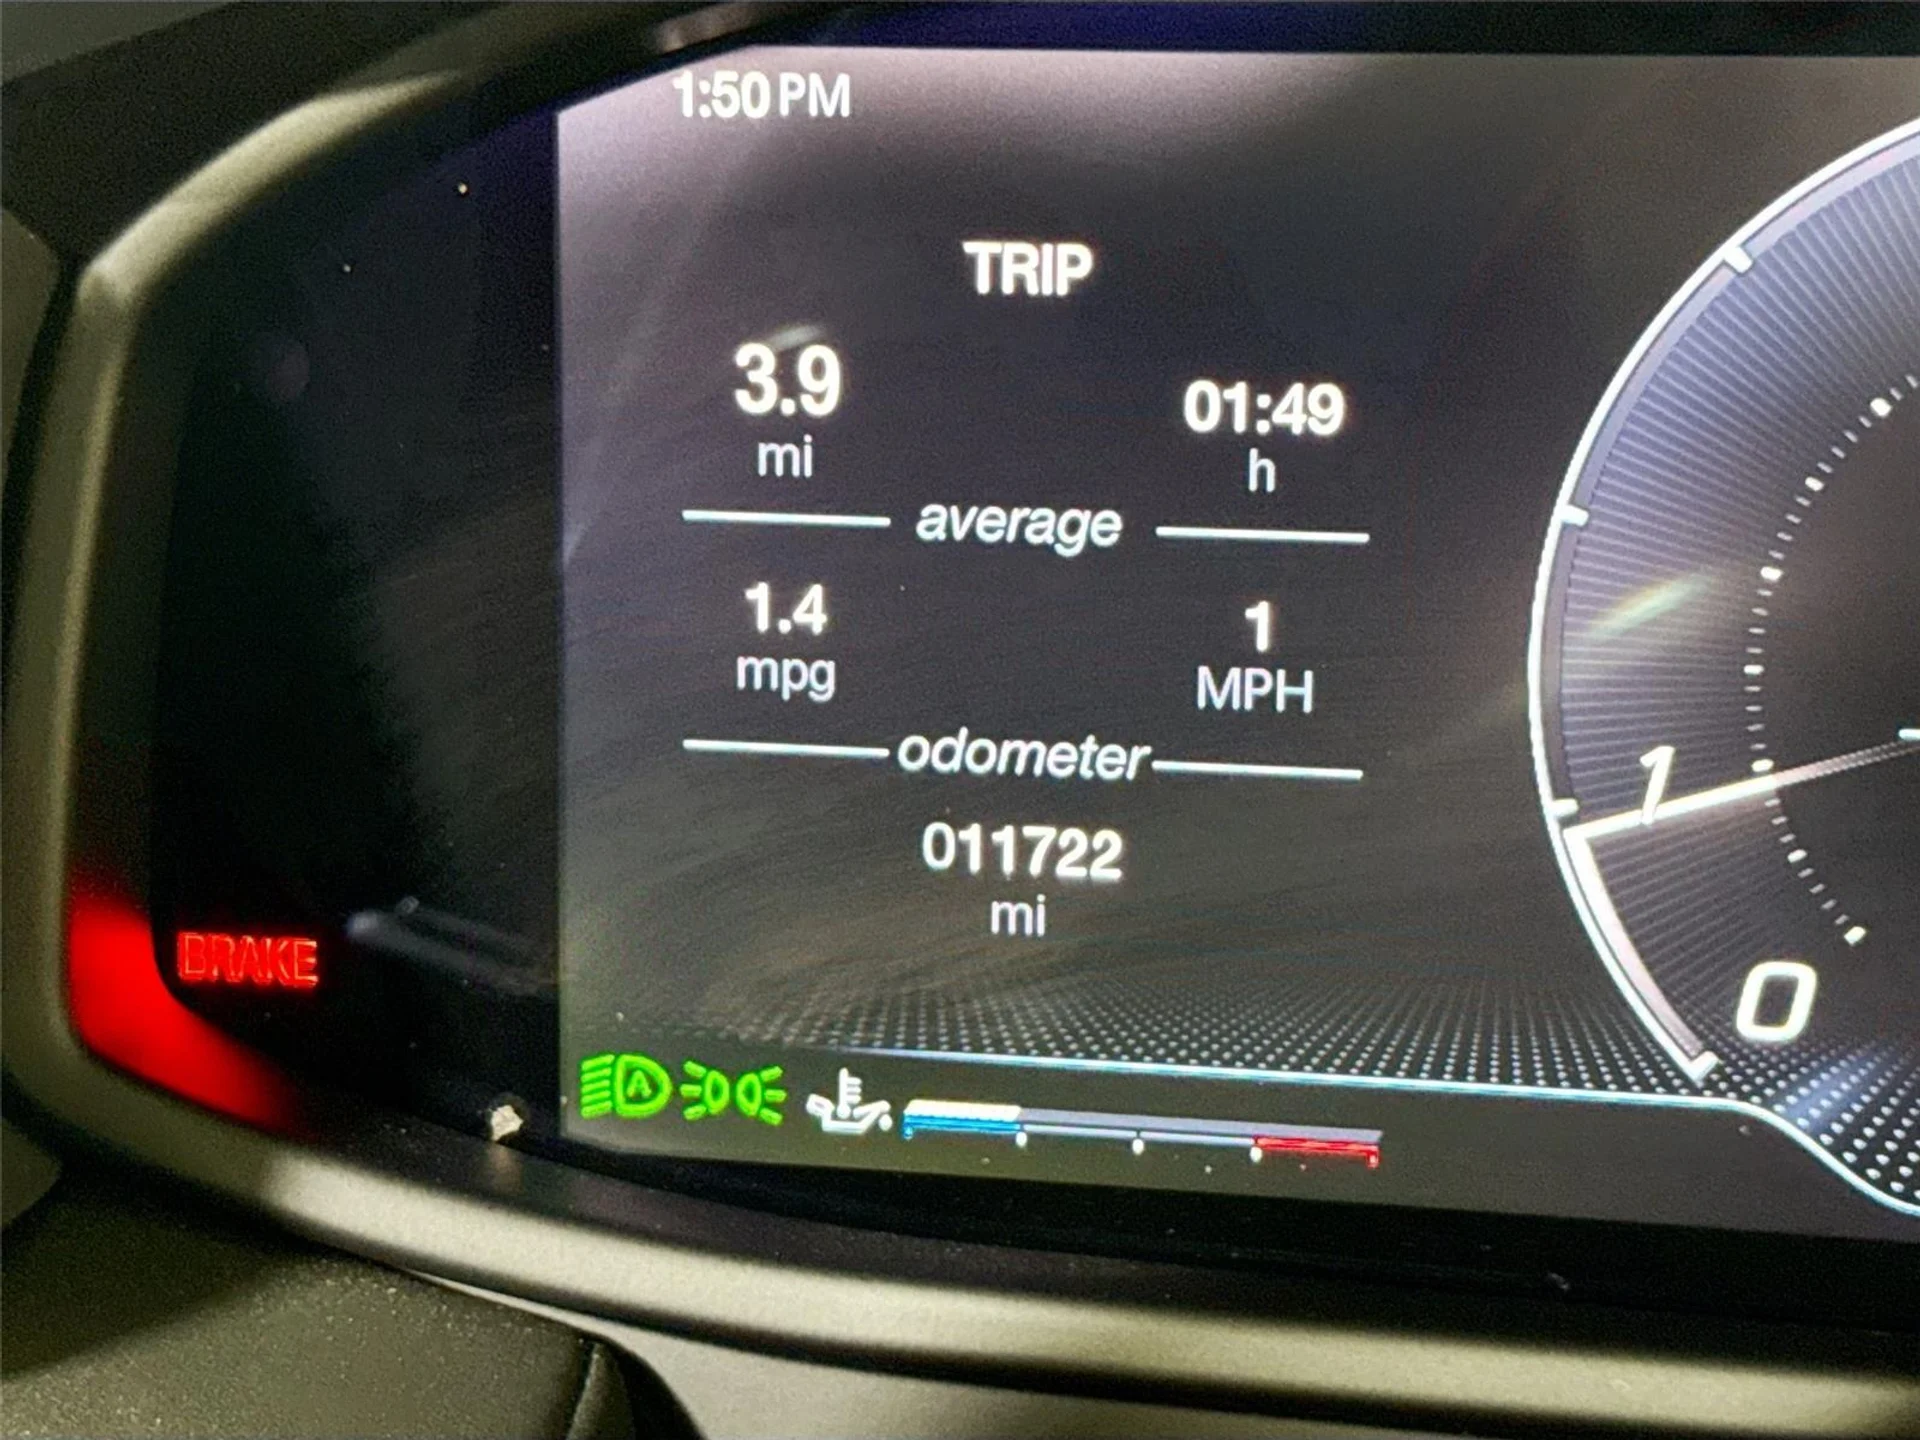 1:50 PM
TRIP
3.9 01:49
mi h
average
1.4 1
mpg MPH
odometer
011722
mi
BRAKE
A
1
0